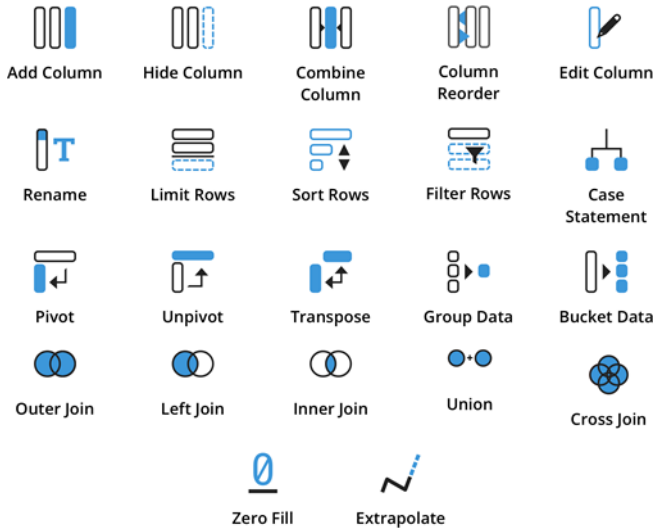 Add Column
Hide Column
Combine
Column
Column
Reorder
Edit Column
T
Rename
Limit Rows
Sort Rows
Filter Rows
Case
Statement
Pivot
Unpivot
Transpose
Group Data
Bucket Data
Outer Join
Left Join
Inner Join
Union
Cross Join
0
Zero Fill
Extrapolate